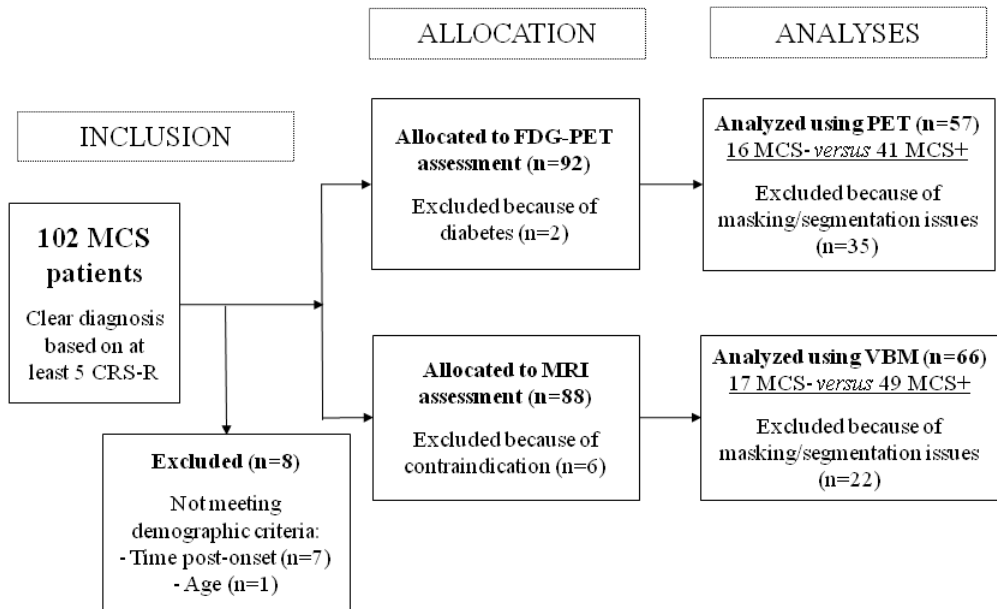 INCLUSION
102 MCS
patients
Clear diagnosis
based on at
least 5 CRS-R
Excluded (n=8)
Not meeting
demographic criteria:
- Time post-onset (n=7)
- Age (n=1)
ALLOCATION
Allocated to FDG-PET
assessment (n=92)
Excluded because of
diabetes (n=2)
Allocated to MRI
assessment (n=88)
Excluded because of
contraindication (n=6)
ANALYSES
Analyzed using PET (n=57)
16 MCS- versus 41 MCS+
Excluded because of
masking/segmentation issues
(n=35)
Analyzed using VBM (n=66)
17 MCS- versus 49 MCS+
Excluded because of
masking/segmentation issues
(n=22)